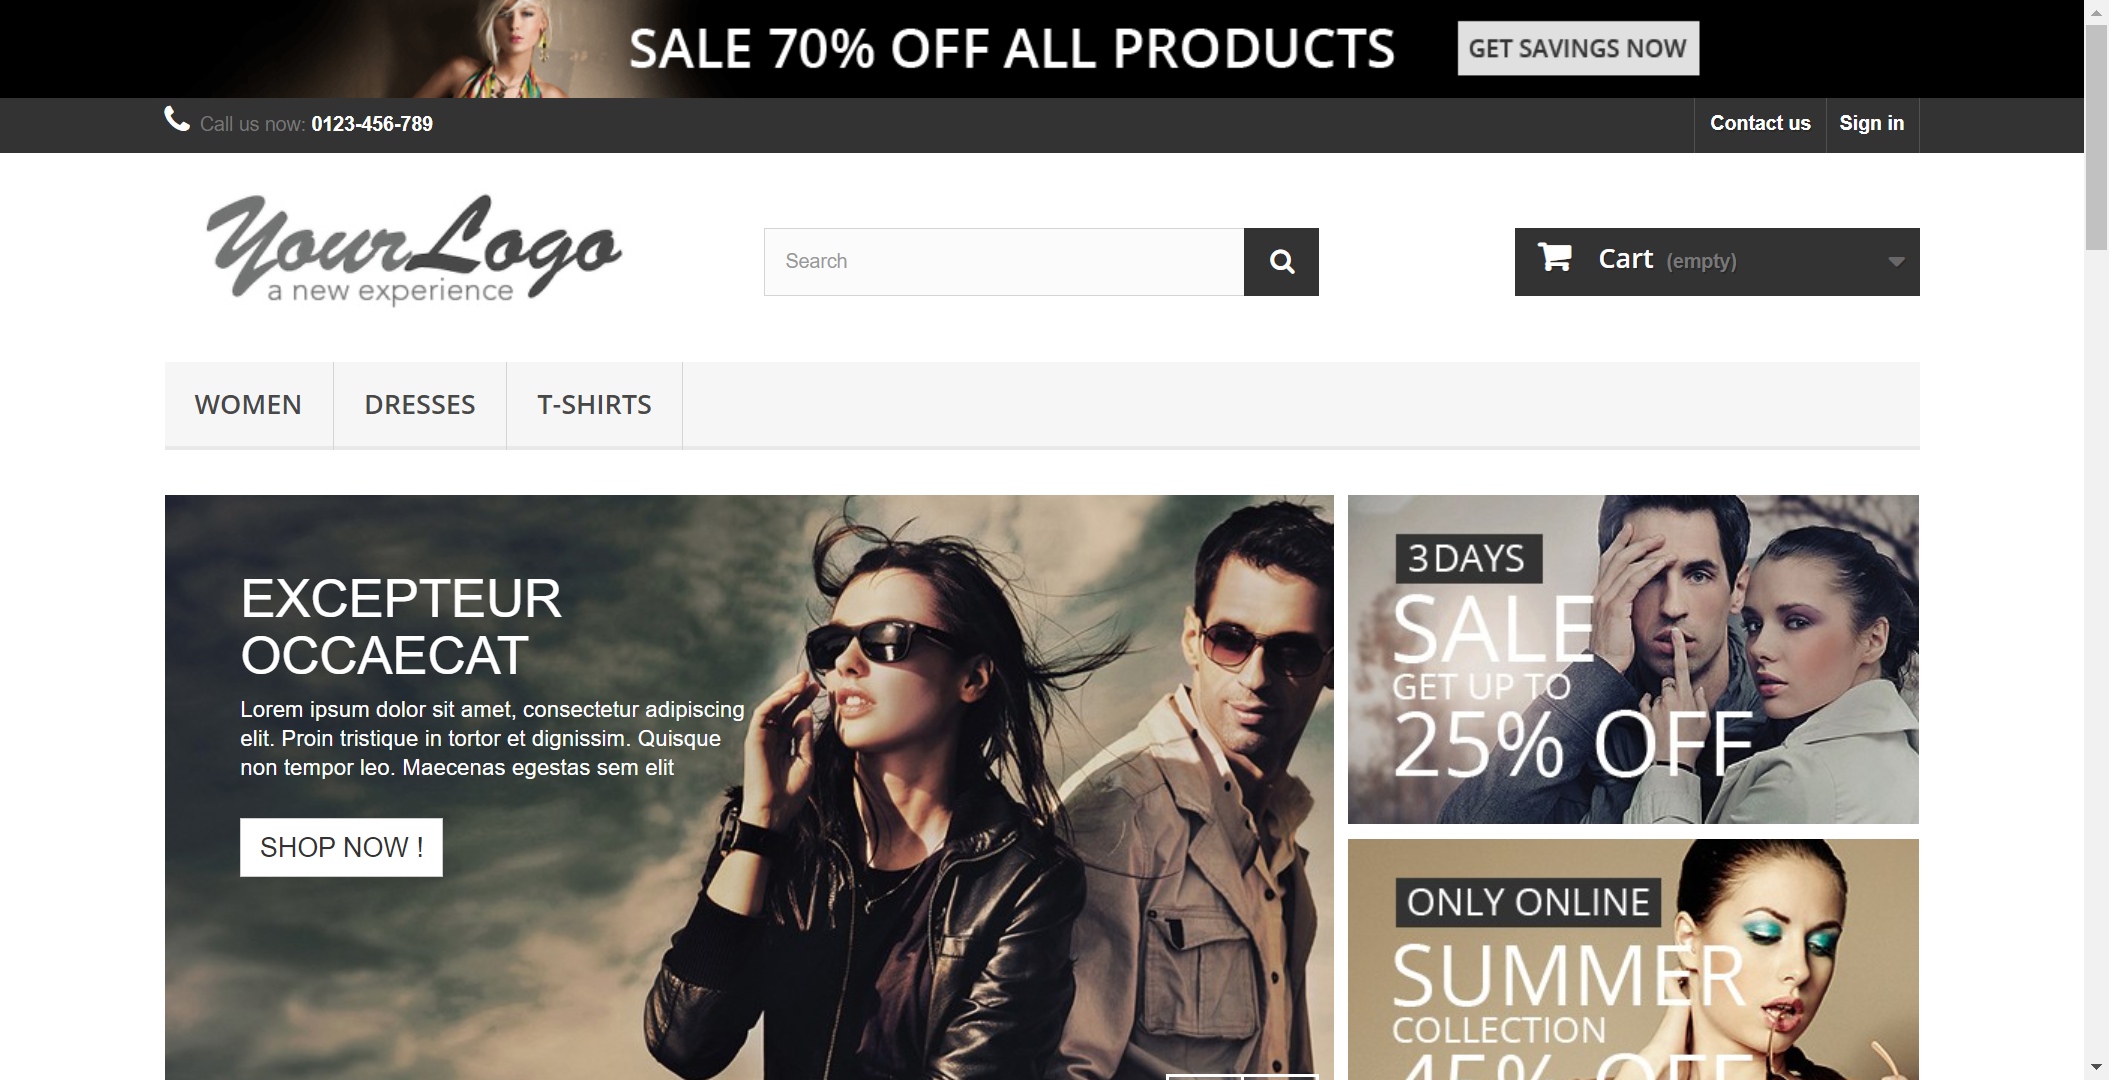 SALE 70% OFF ALL PRODUCTS
GET SAVINGS NOW
Call us now: 0123-456-789
Contact us
Sign in
YourLogo
a new experience
Search
Cart (empty)
WOMEN
DRESSES
T-SHIRTS
EXCEPTEUR
OCCAECAT
Lorem ipsum dolor sit amet, consectetur adipiscing
elit. Proin tristique in tortor et dignissim. Quisque
non tempor leo. Maecenas egestas sem elit
SHOP NOW !
3 DAYS
SALE
GET UP TO
25% OFF
ONLY ONLINE
SUMMER
COLLECTION
45% OFF